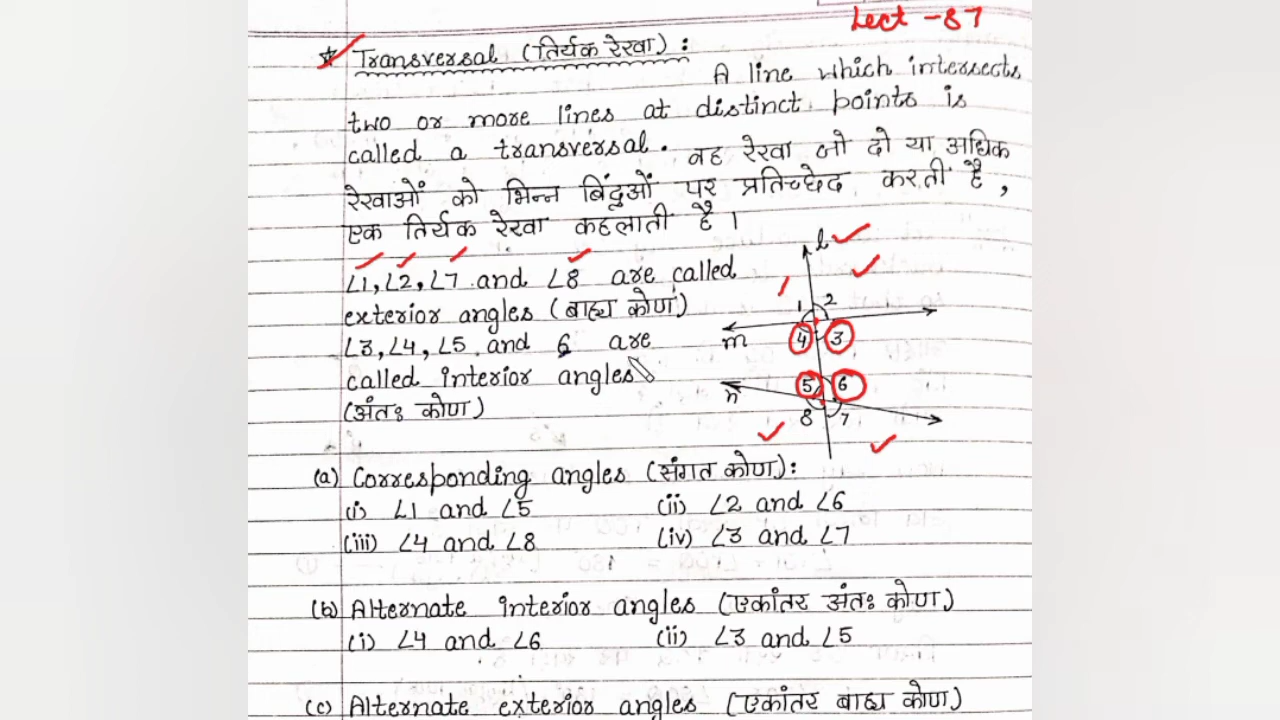 Lect -87
* Transversal (तिर्यक रेखा) :
A line which intersects
two or more lines at distinct points is
called a transversal. वह रेखा जो दो या अधिक
रेखाओं को भिन्न बिंदुओं पर प्रतिच्छेद करती है,
एक तिर्यक रेखा कहलाती है ।
∠1, ∠2, ∠7 and ∠8 are called
exterior angles (बाह्य कोण)
∠3, ∠4, ∠5 and 6 are
called interior angles
(अंतः कोण)
l
1 2
m 4 3
n 5 6
8 7
(a) Corresponding angles (संगत कोण):
(i) ∠1 and ∠5 (ii) ∠2 and ∠6
(iii) ∠4 and ∠8 (iv) ∠3 and ∠7
(b) Alternate interior angles (एकांतर अंतः कोण)
(i) ∠4 and ∠6 (ii) ∠3 and ∠5
(c) Alternate exterior angles (एकांतर बाह्य कोण)